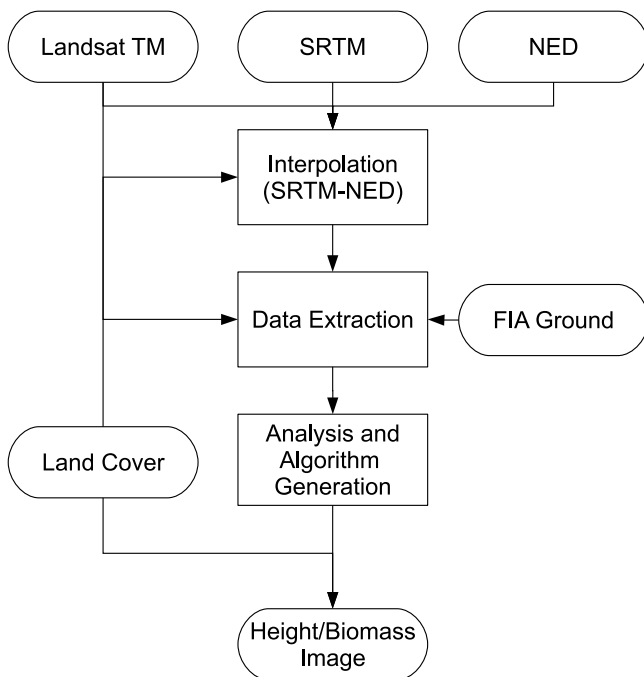 Landsat TM
SRTM
NED
Interpolation
(SRTM-NED)
Data Extraction
FIA Ground
Land Cover
Analysis and
Algorithm
Generation
Height/Biomass
Image